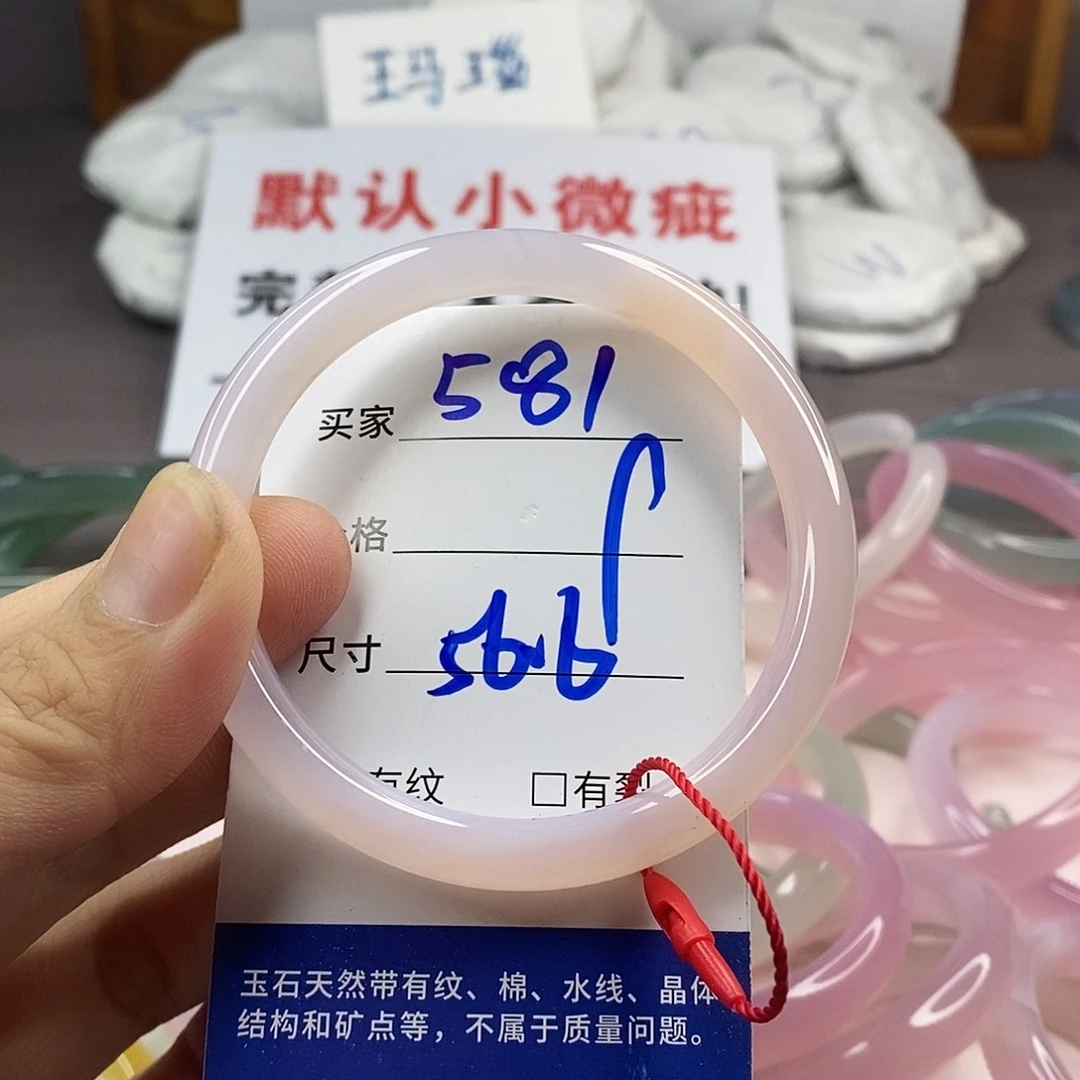 玛瑙
默认小微疵
完
买家 581
格
尺寸 56.6
有纹 □有裂
玉石天然带有纹、棉、水线、晶体
结构和矿点等，不属于质量问题。